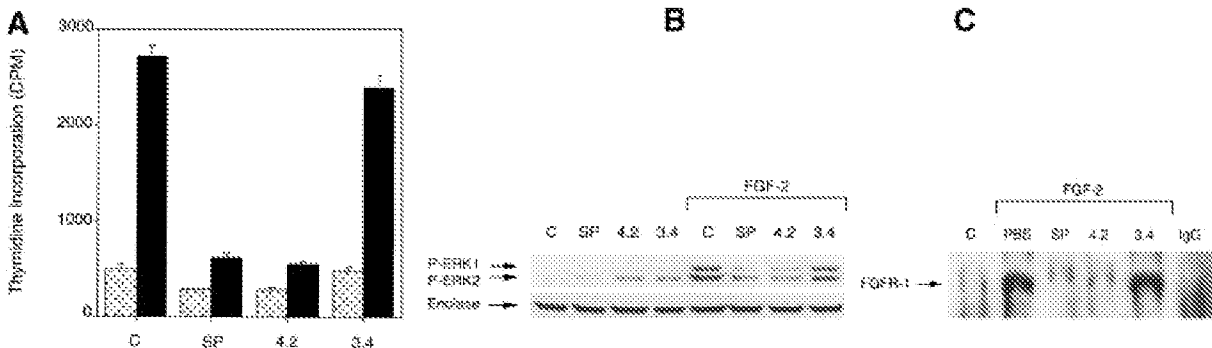 A
Thymidine Incorporation (CPM)
3000
2000
1000
0
C SP 4.2 3.4
B
FGF-2
C SP 4.2 3.4 C SP 4.2 3.4
P-ERK1
P-ERK2
Enolase
C
FGF-2
C PBS SP 4.2 3.4 IgG
FGFR-1